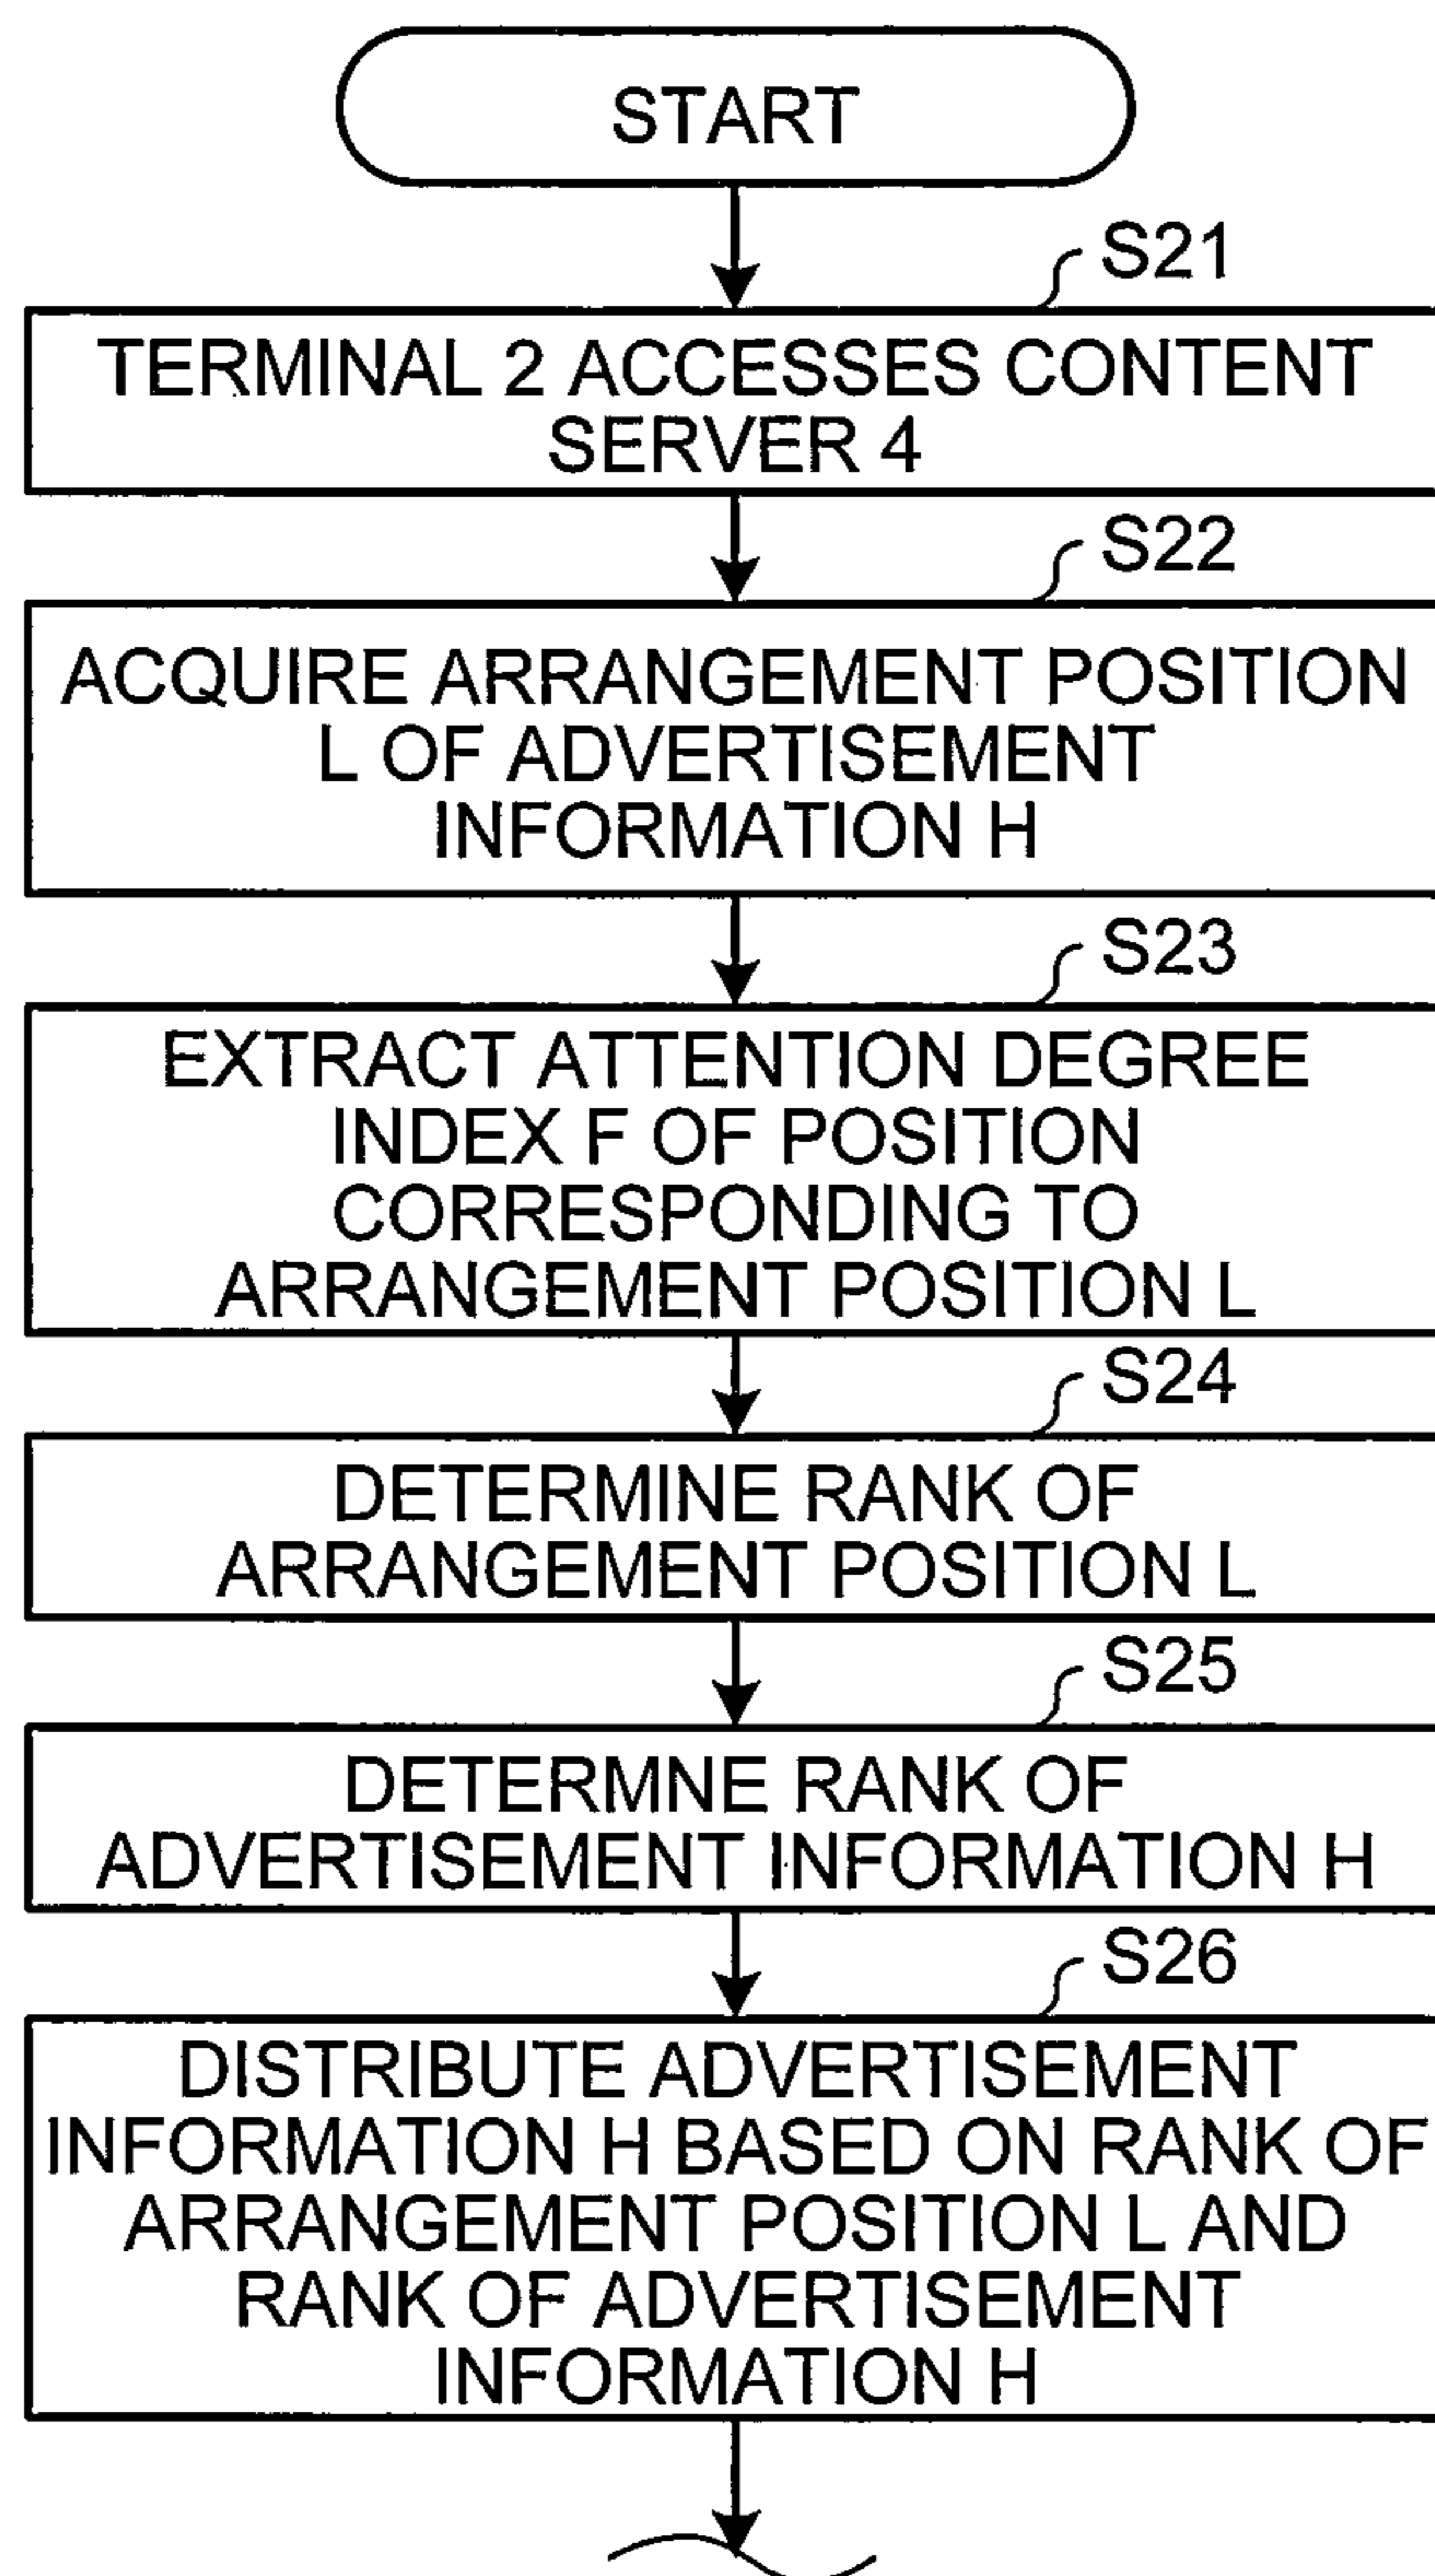 START
S21
TERMINAL 2 ACCESSES CONTENT
SERVER 4
S22
ACQUIRE ARRANGEMENT POSITION
L OF ADVERTISEMENT
INFORMATION H
S23
EXTRACT ATTENTION DEGREE
INDEX F OF POSITION
CORRESPONDING TO
ARRANGEMENT POSITION L
S24
DETERMINE RANK OF
ARRANGEMENT POSITION L
S25
DETERMNE RANK OF
ADVERTISEMENT INFORMATION H
S26
DISTRIBUTE ADVERTISEMENT
INFORMATION H BASED ON RANK OF
ARRANGEMENT POSITION L AND
RANK OF ADVERTISEMENT
INFORMATION H